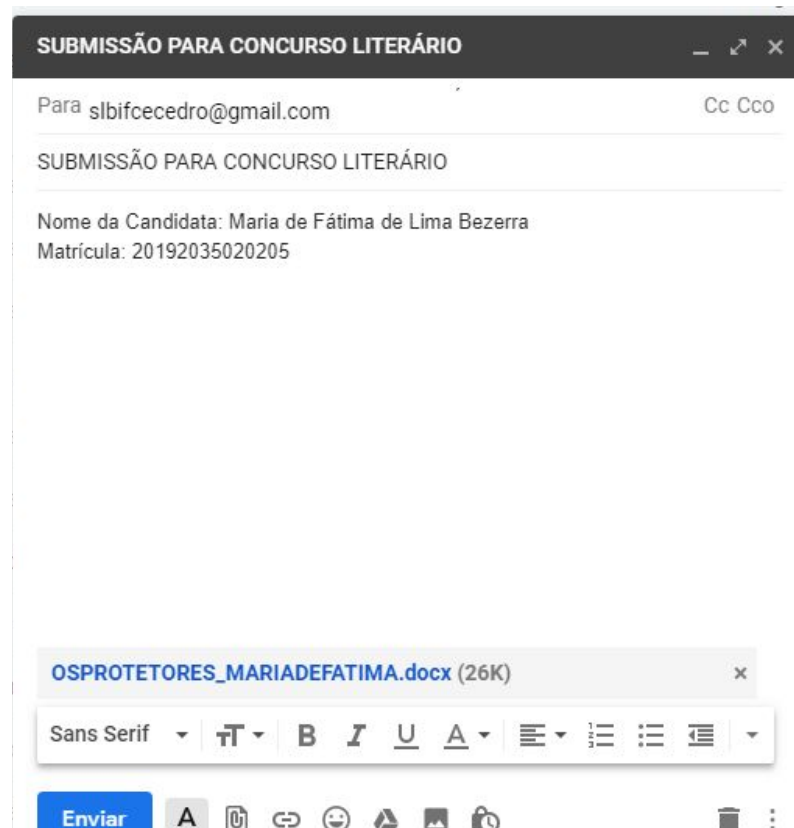 SUBMISSÃO PARA CONCURSO LITERÁRIO
Para slbifcecedro@gmail.com Cc Cco
SUBMISSÃO PARA CONCURSO LITERÁRIO
Nome da Candidata: Maria de Fátima de Lima Bezerra
Matrícula: 20192035020205
OSPROTETORES_MARIADEFATIMA.docx (26K)
Sans Serif
Enviar